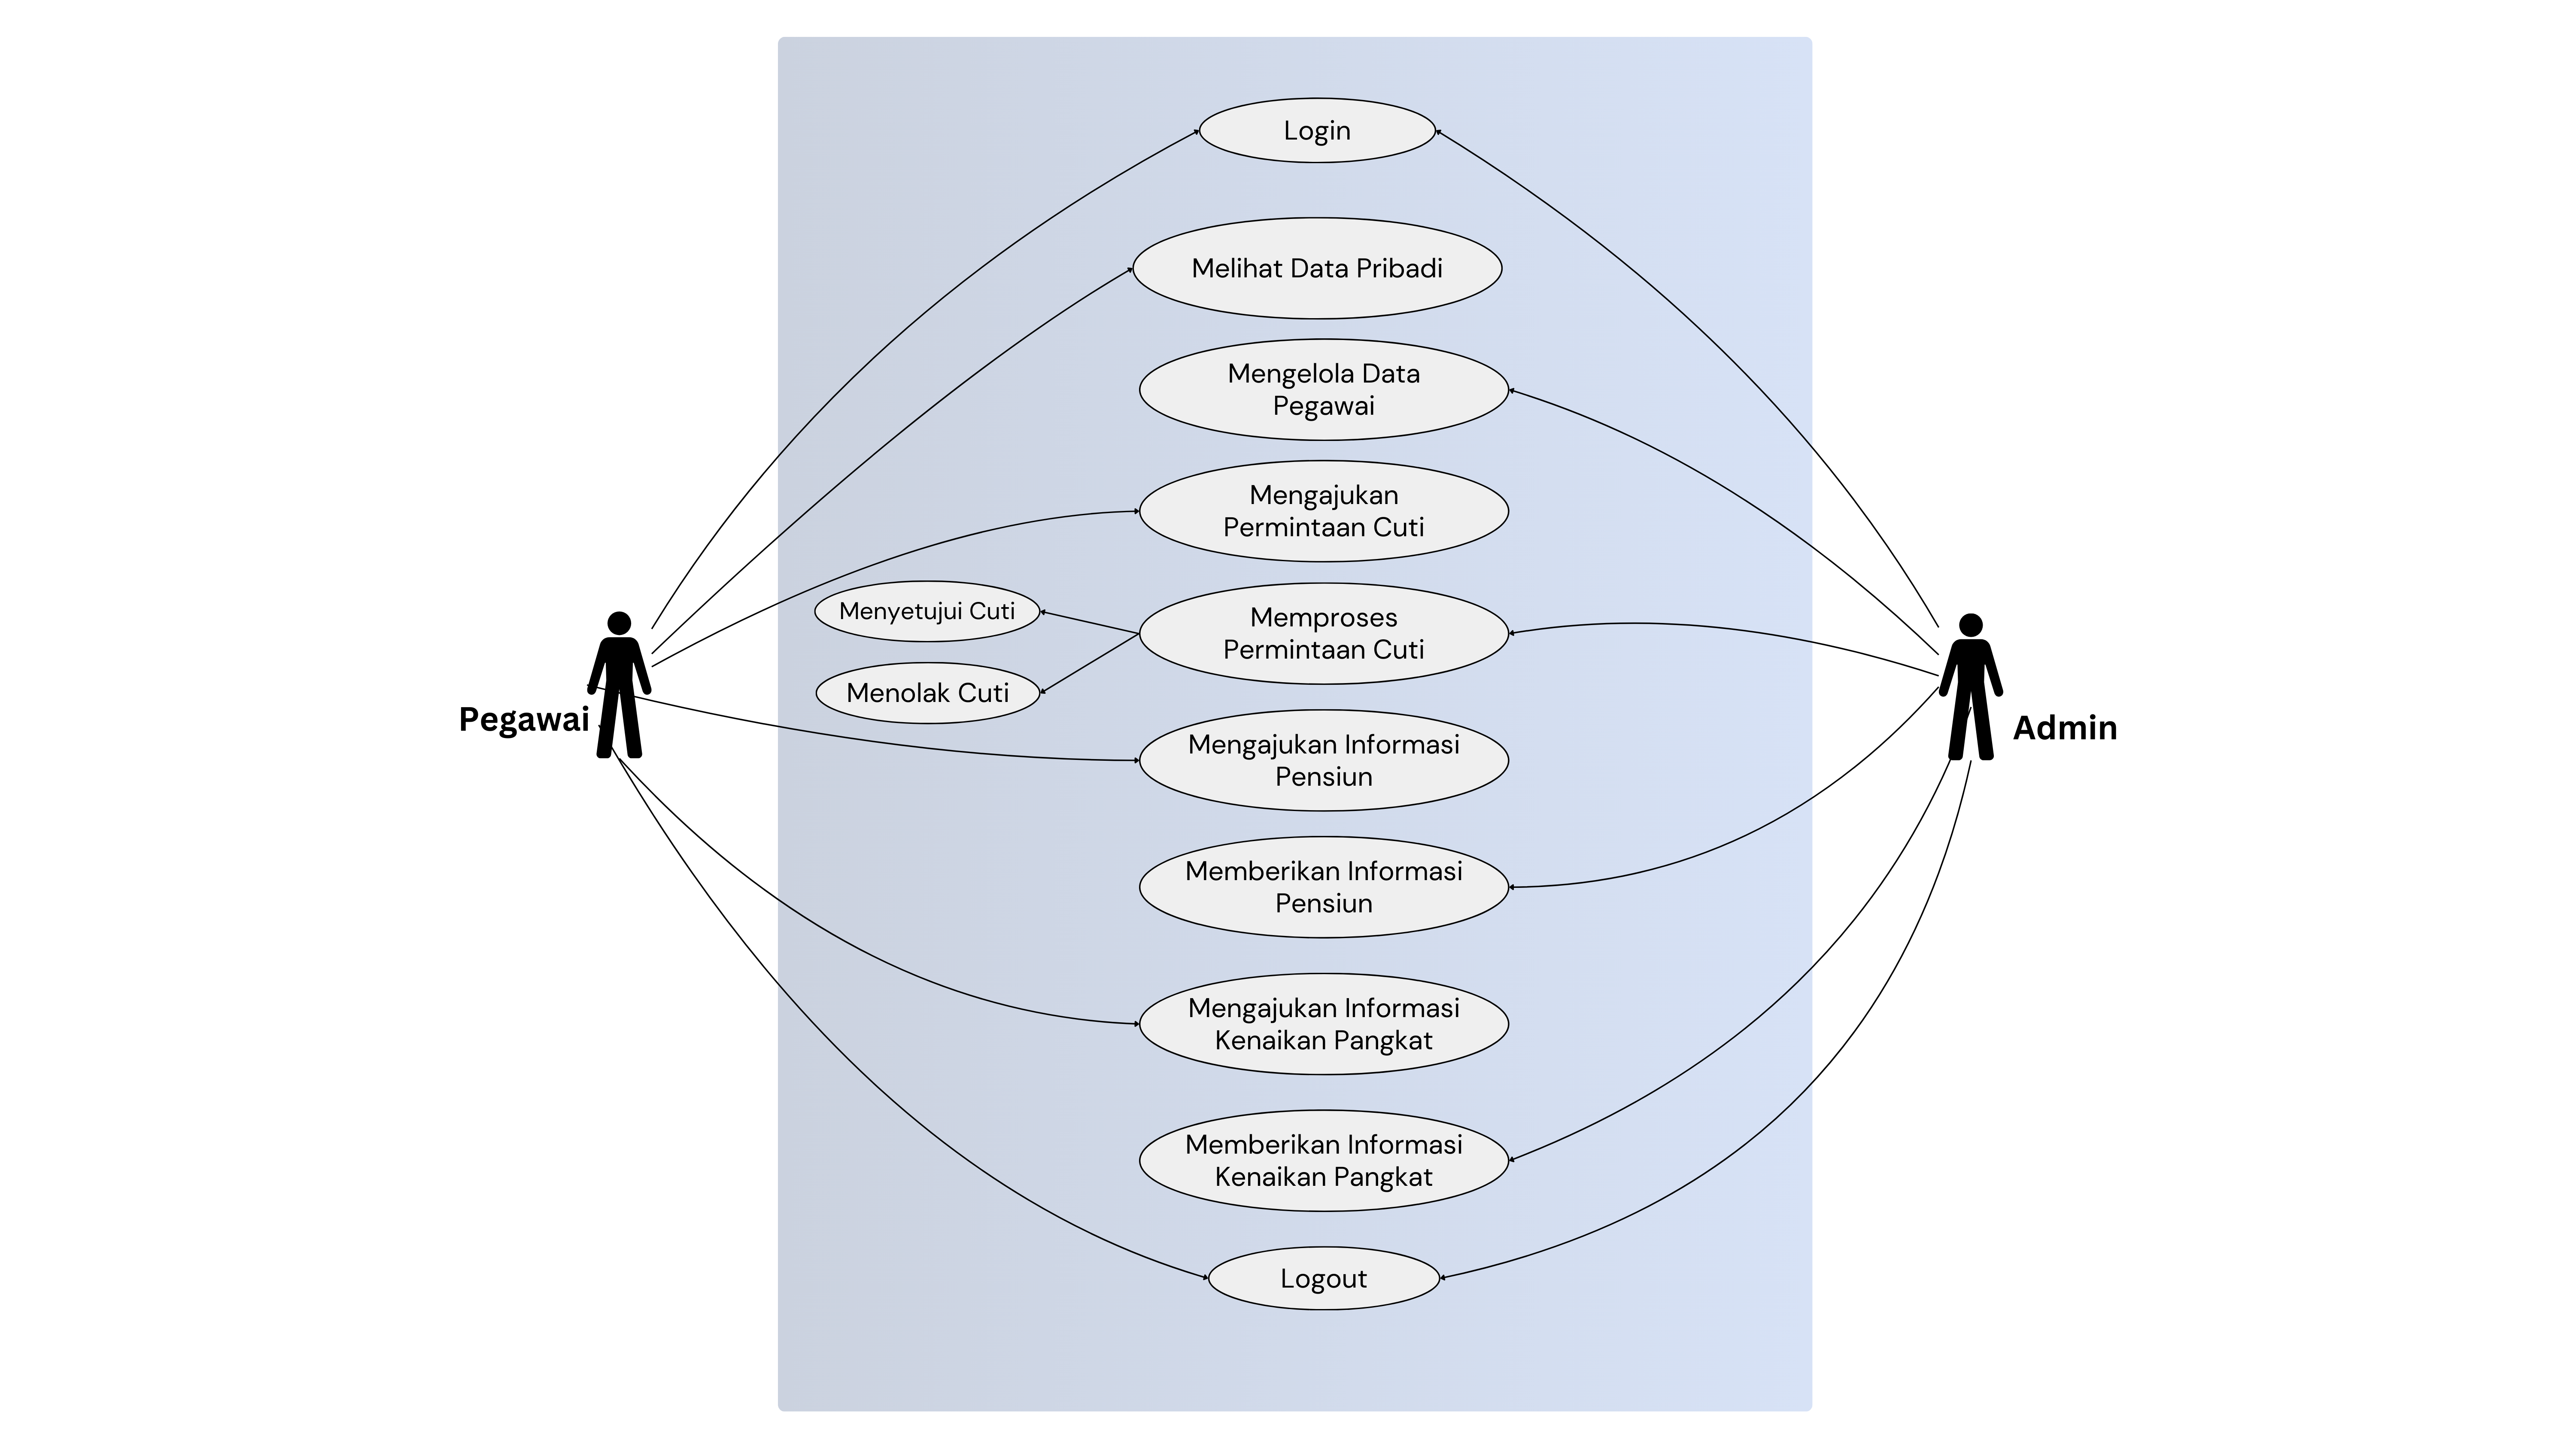 Login
Melihat Data Pribadi
Mengelola Data
Pegawai
Mengajukan
Permintaan Cuti
Menyetujui Cuti
Memproses
Permintaan Cuti
Menolak Cuti
Pegawai
Admin
Mengajukan Informasi
Pensiun
Memberikan Informasi
Pensiun
Mengajukan Informasi
Kenaikan Pangkat
Memberikan Informasi
Kenaikan Pangkat
Logout